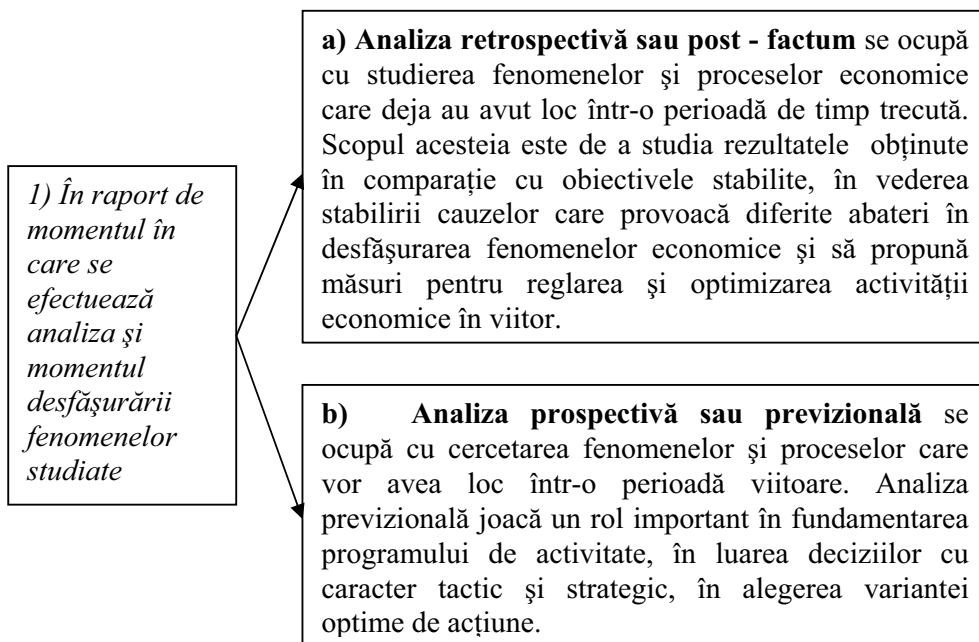 1) În raport de
momentul în
care se
efectuează
analiza şi
momentul
desfăşurării
fenomenelor
studiate
a) Analiza retrospectivă sau post - factum se ocupă
cu studierea fenomenelor şi proceselor economice
care deja au avut loc într-o perioadă de timp trecută.
Scopul acesteia este de a studia rezultatele obţinute
în comparaţie cu obiectivele stabilite, în vederea
stabilirii cauzelor care provoacă diferite abateri în
desfăşurarea fenomenelor economice şi să propună
măsuri pentru reglarea şi optimizarea activităţii
economice în viitor.
b) Analiza prospectivă sau previzională se
ocupă cu cercetarea fenomenelor şi proceselor care
vor avea loc într-o perioadă viitoare. Analiza
previzională joacă un rol important în fundamentarea
programului de activitate, în luarea deciziilor cu
caracter tactic şi strategic, în alegerea variantei
optime de acţiune.